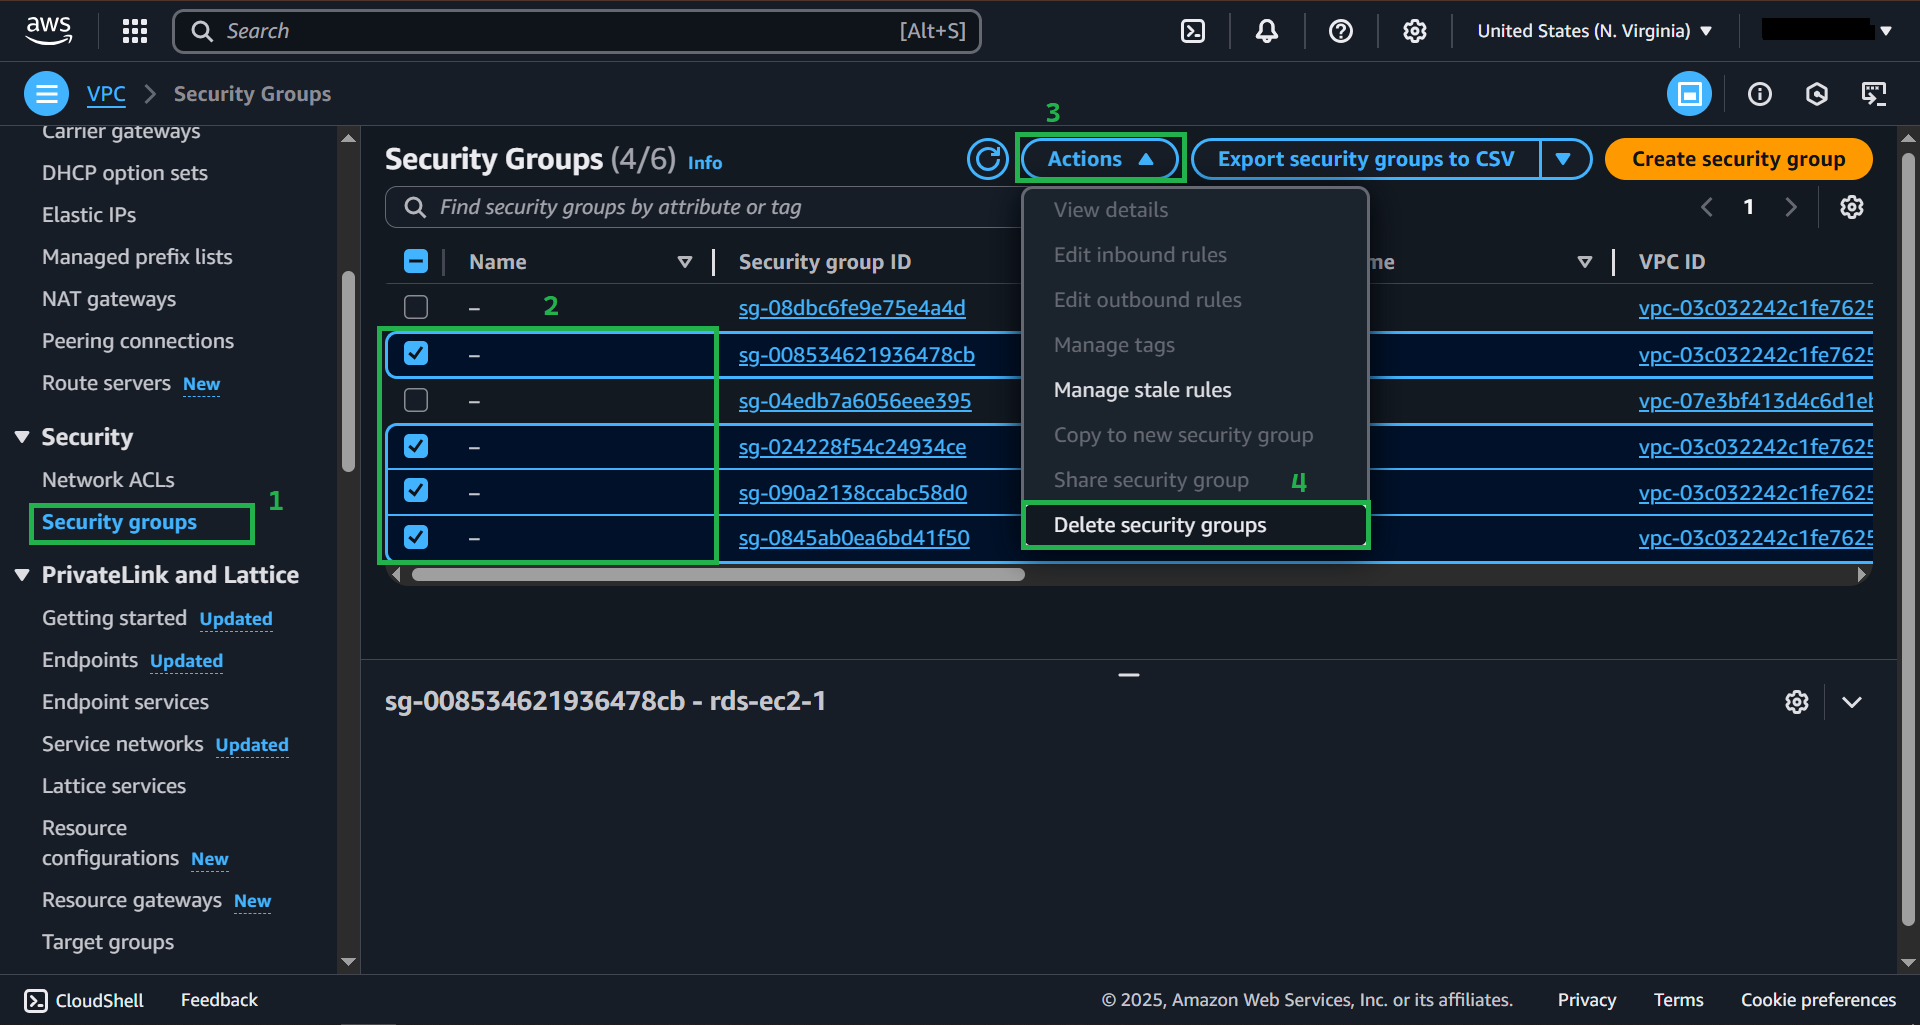 aws
Search
[Alt+S]
United States (N. Virginia)
VPC
Security Groups
Carrier gateways
DHCP option sets
Elastic IPs
Managed prefix lists
NAT gateways
Peering connections
Route servers New
Security
Network ACLs
Security groups
1
PrivateLink and Lattice
Getting started Updated
Endpoints Updated
Endpoint services
Service networks Updated
Lattice services
Resource
configurations New
Resource gateways New
Target groups
3
Security Groups (4/6) Info
Actions
Export security groups to CSV
Create security group
Find security groups by attribute or tag
1
Name
Security group ID
me
VPC ID
–
2
sg-08dbc6fe9e75e4a4d
vpc-03c032242c1fe7625
–
sg-008534621936478cb
vpc-03c032242c1fe7625
–
sg-04edb7a6056eee395
vpc-07e3bf413d4c6d1eb
–
sg-024228f54c24934ce
vpc-03c032242c1fe7625
–
sg-090a2138ccabc58d0
vpc-03c032242c1fe7625
–
sg-0845ab0ea6bd41f50
vpc-03c032242c1fe7625
View details
Edit inbound rules
Edit outbound rules
Manage tags
Manage stale rules
Copy to new security group
Share security group
4
Delete security groups
sg-008534621936478cb - rds-ec2-1
CloudShell
Feedback
© 2025, Amazon Web Services, Inc. or its affiliates.
Privacy
Terms
Cookie preferences